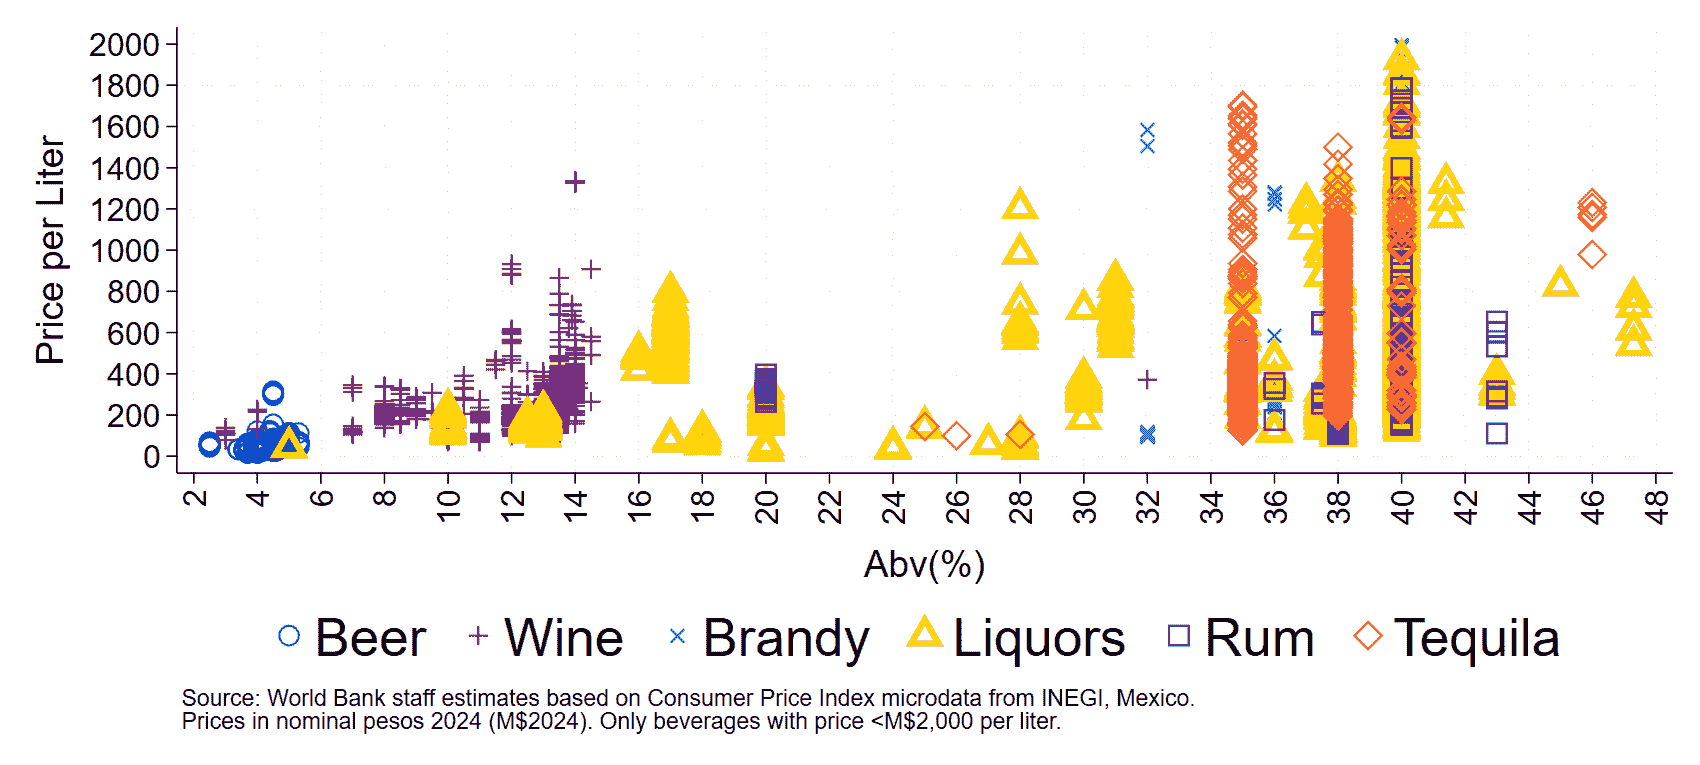 2000
1800
1600
1400
1200
1000
800
600
400
200
0
Price per Liter
2 4 6 8 10 12 14 16 18 20 22 24 26 28 30 32 34 36 38 40 42 44 46 48
Abv(%)
Beer Wine Brandy Liquors Rum Tequila
Source: World Bank staff estimates based on Consumer Price Index microdata from INEGI, Mexico.
Prices in nominal pesos 2024 (M$2024). Only beverages with price <M$2,000 per liter.